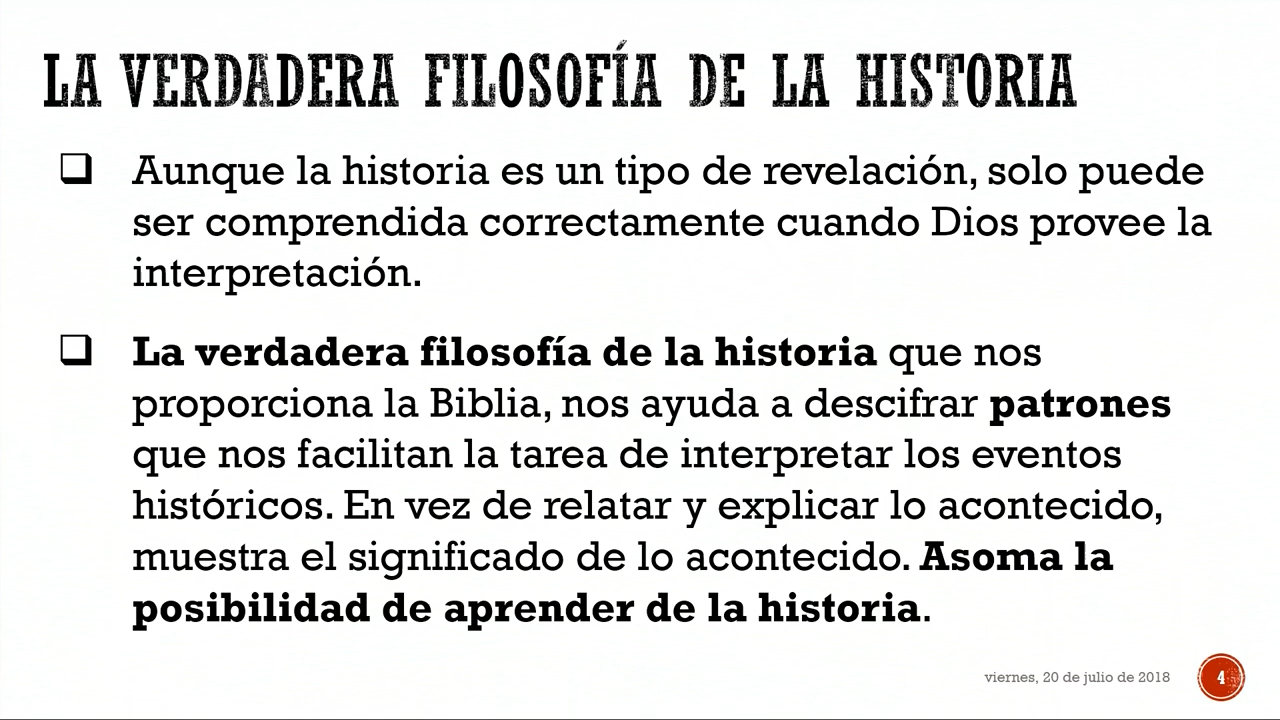 LA VERDADERA FILOSOFÍA DE LA HISTORIA
Aunque la historia es un tipo de revelación, solo puede
ser comprendida correctamente cuando Dios provee la
interpretación.
La verdadera filosofía de la historia que nos
proporciona la Biblia, nos ayuda a descifrar patrones
que nos facilitan la tarea de interpretar los eventos
históricos. En vez de relatar y explicar lo acontecido,
muestra el significado de lo acontecido. Asoma la
posibilidad de aprender de la historia.
viernes, 20 de julio de 2018
4